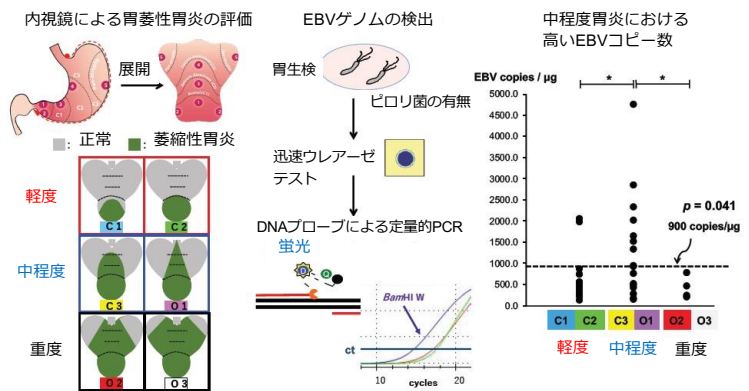 内視鏡による胃萎性胃炎の評価
展開
□: 正常 ■: 萎縮性胃炎
軽度
C 1
C 2
中程度
C 3
O 1
重度
O 2
O 3
EBVゲノムの検出
胃生検
ピロリ菌の有無
迅速ウレアーゼ
テスト
DNAプローブによる定量的PCR
蛍光
Q
BamHI W
ct
10
cycles
20
中程度胃炎における
高いEBVコピー数
EBV copies / μg
*
*
5000.0
4500.0
4000.0
3500.0
3000.0
2500.0
2000.0
1500.0
1000.0
500.0
0.0
p = 0.041
900 copies/μg
C1 C2 C3 O1 O2 O3
軽度 中程度 重度